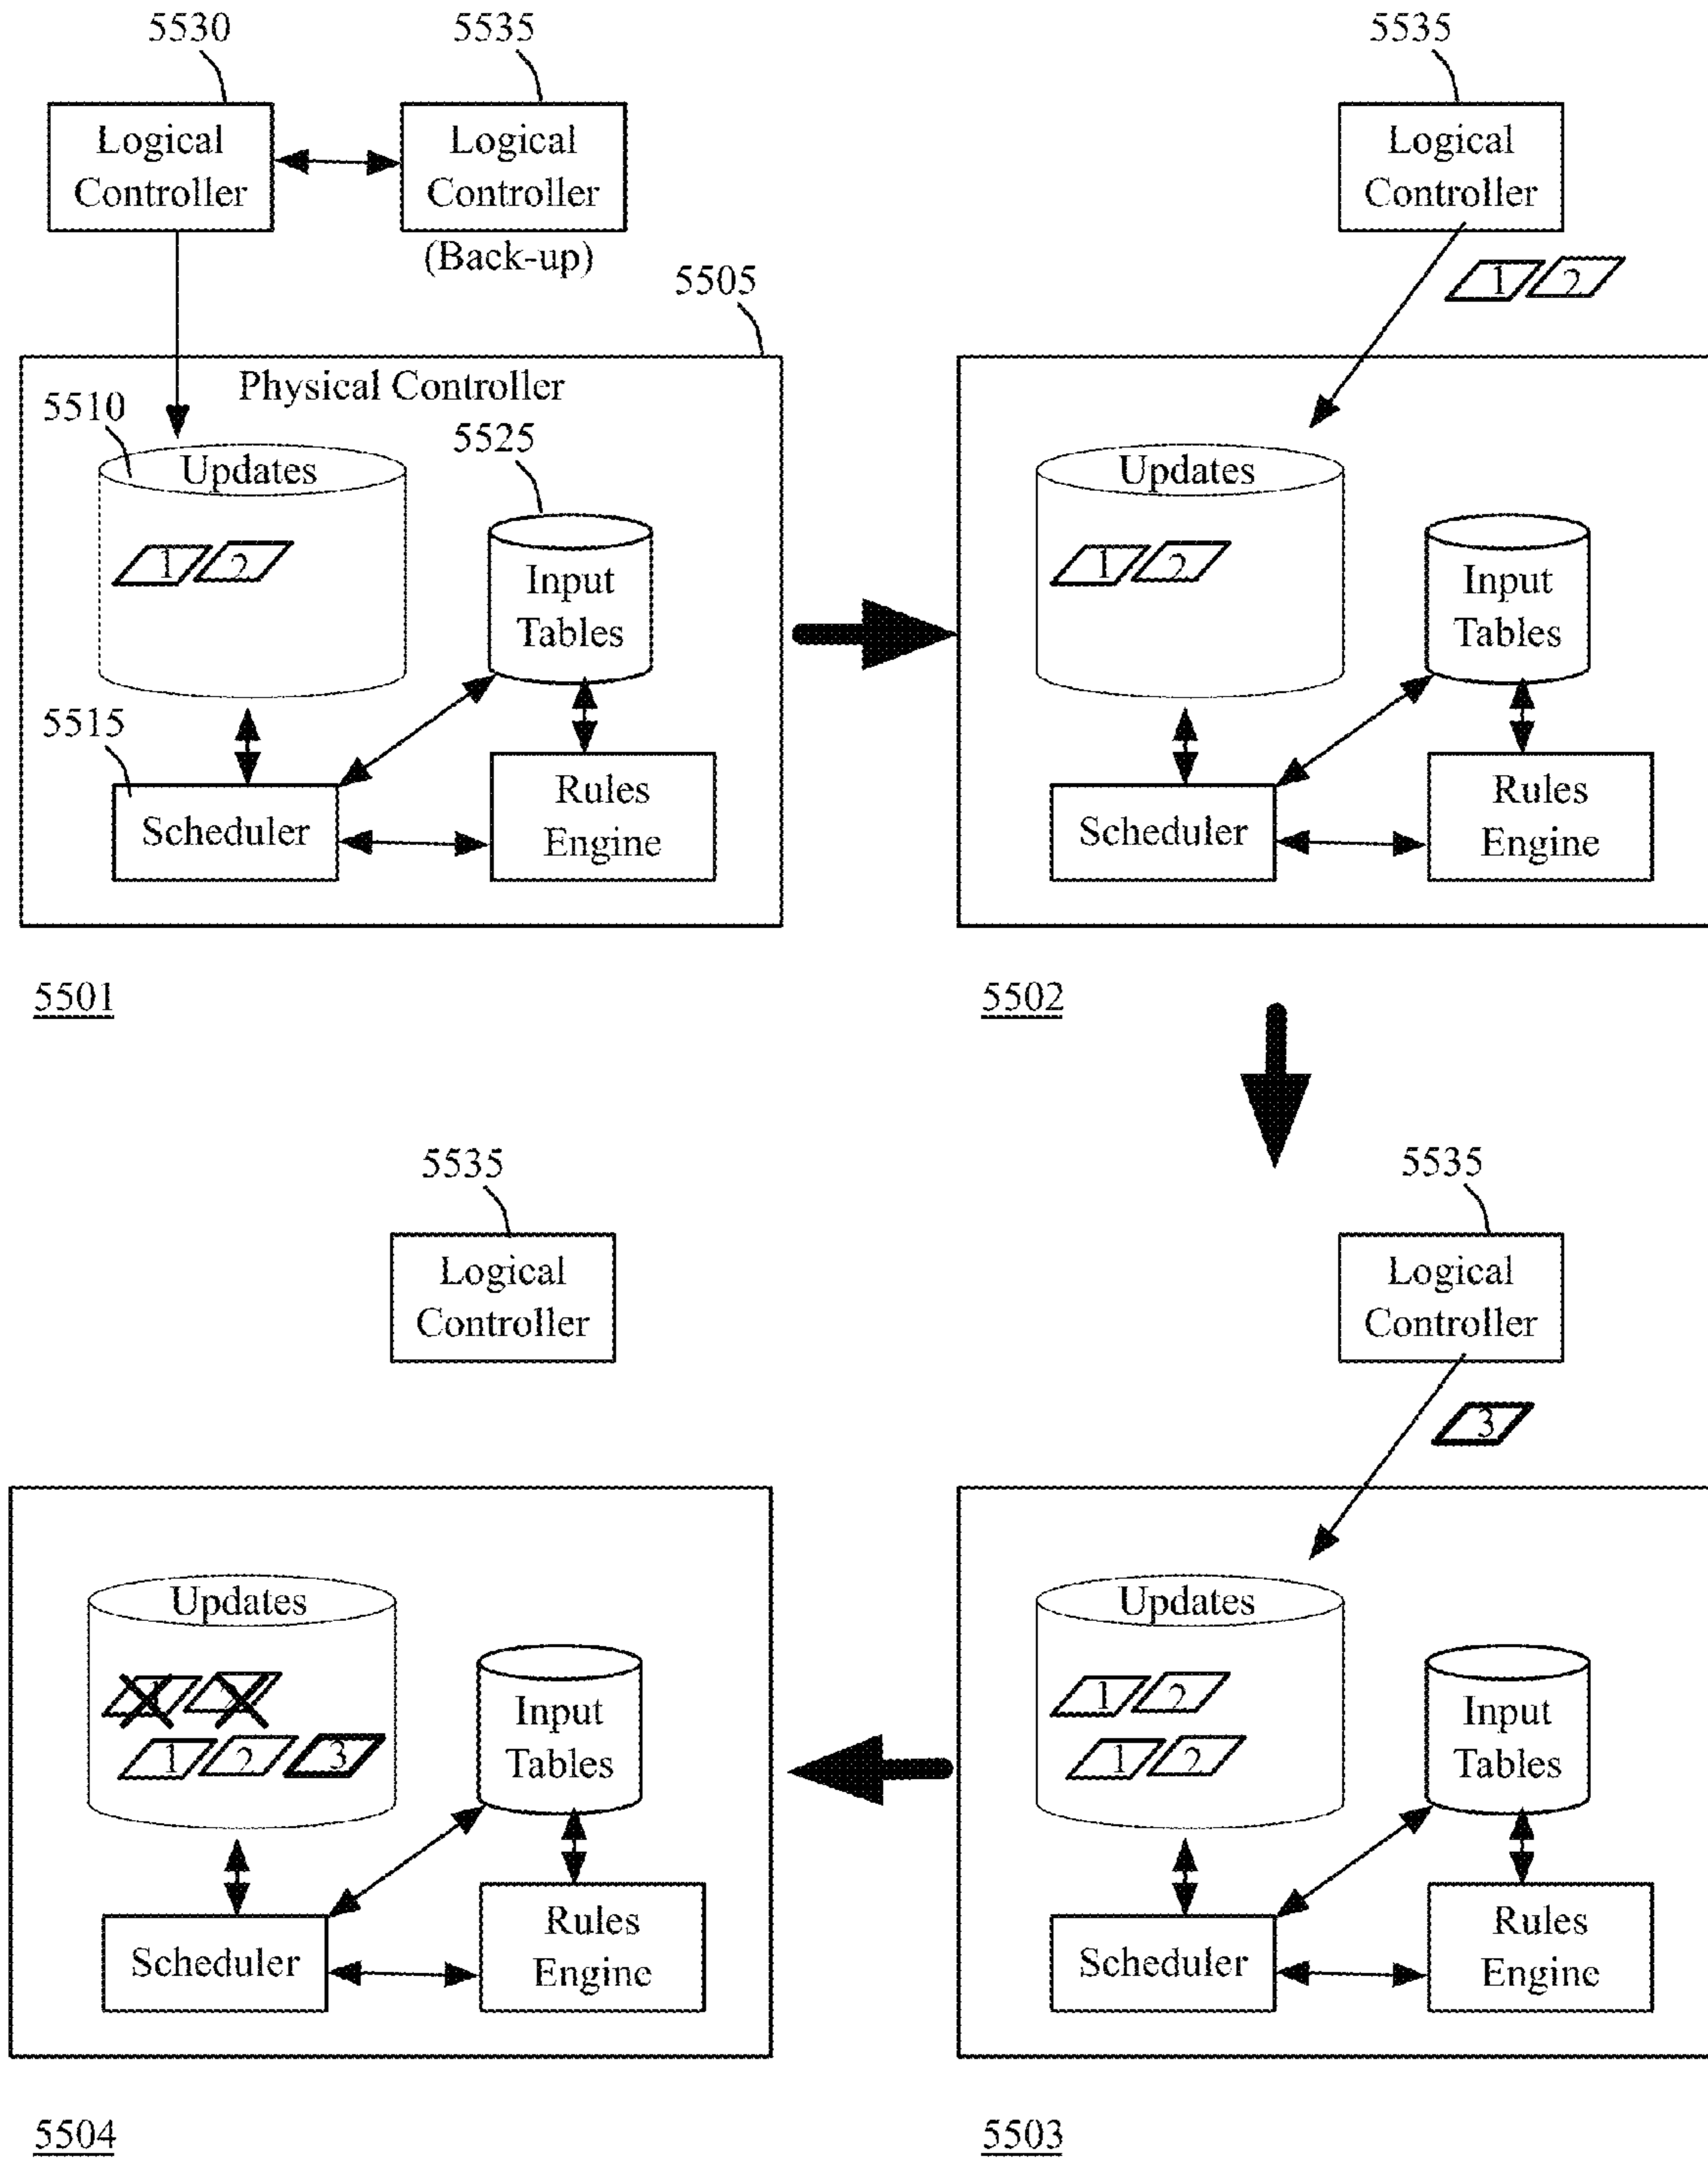 5530
5535
Logical
Controller
Logical
Controller
(Back-up)
5505
Physical Controller
5510
Updates
5525
1
2
Input
Tables
5515
Scheduler
Rules
Engine
5501
5535
Logical
Controller
1
2
Updates
1
2
Input
Tables
Scheduler
Rules
Engine
5502
5535
Logical
Controller
Updates
1
2
1
2
3
Input
Tables
Scheduler
Rules
Engine
5504
5535
Logical
Controller
3
Updates
1
2
1
2
Input
Tables
Scheduler
Rules
Engine
5503